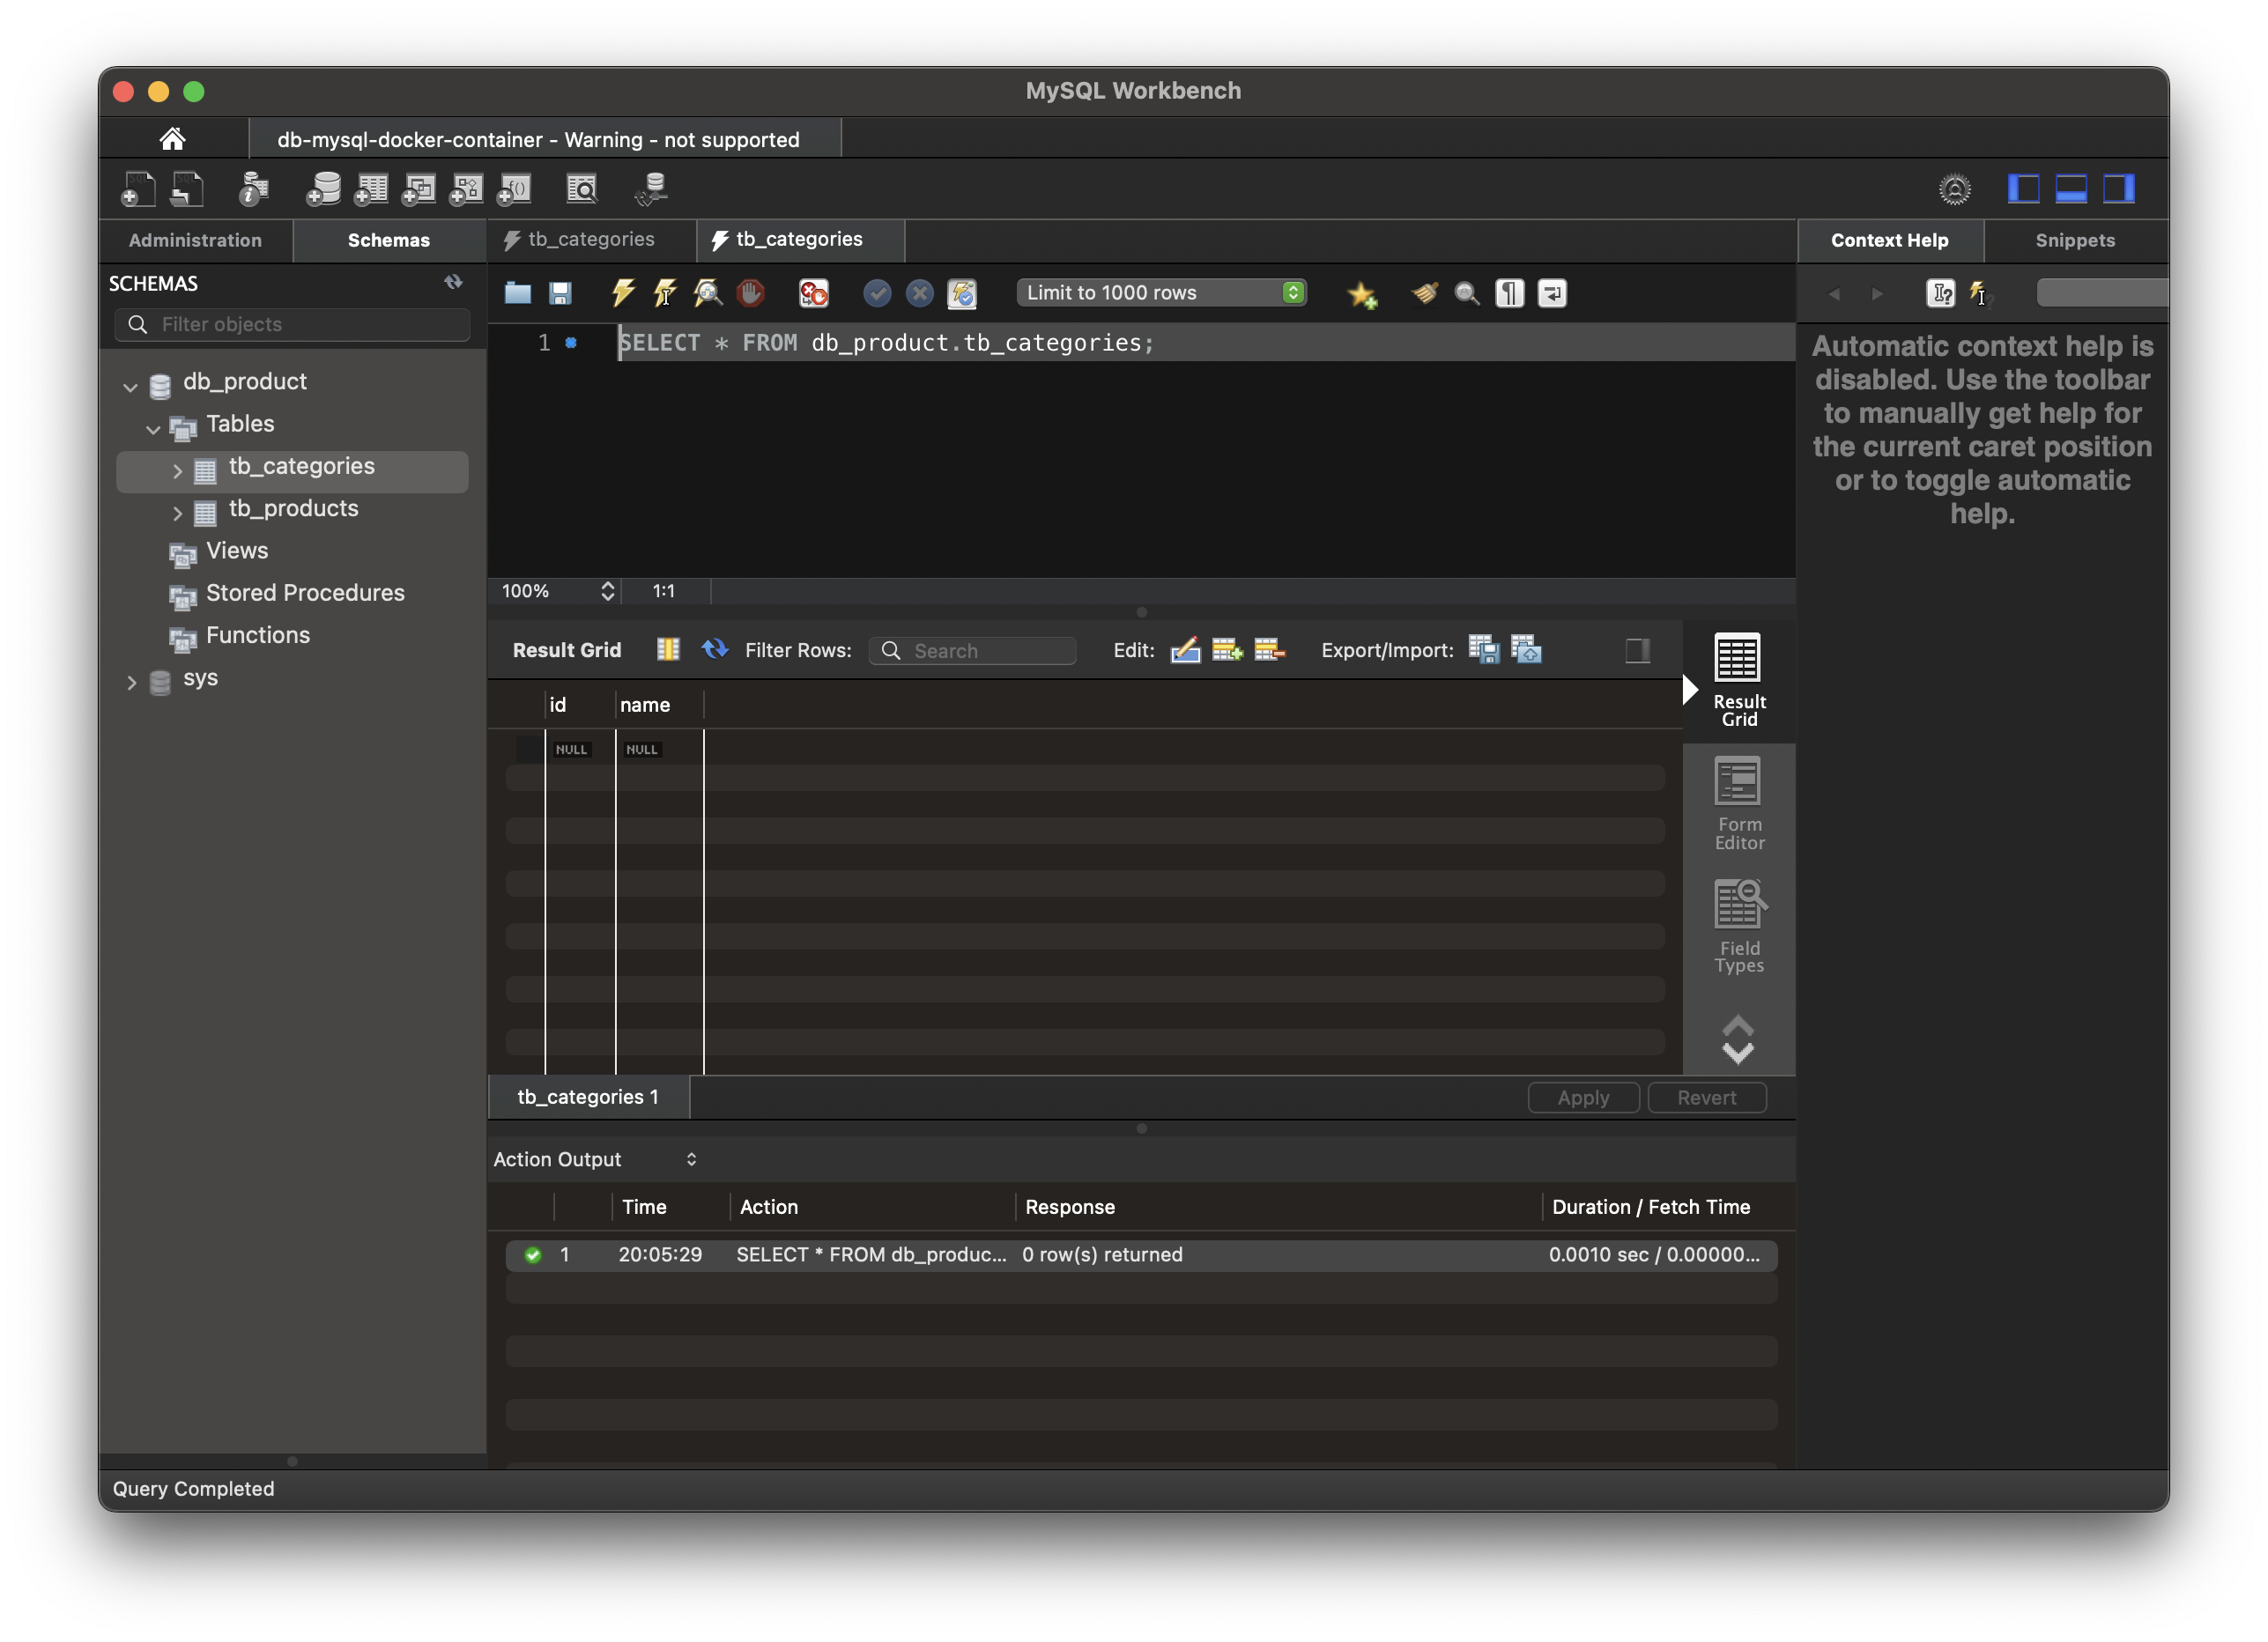 MySQL Workbench
db-mysql-docker-container - Warning - not supported
Administration
Schemas
tb_categories
tb_categories
Context Help
Snippets
SCHEMAS
Filter objects
Limit to 1000 rows
1
SELECT * FROM db_product.tb_categories;
db_product
Tables
tb_categories
tb_products
Views
Stored Procedures
Functions
sys
Automatic context help is
disabled. Use the toolbar
to manually get help for
the current caret position
or to toggle automatic
help.
100%
1:1
Result Grid
Filter Rows:
Search
Edit:
Export/Import:
id
name
NULL
NULL
Result
Grid
Form
Editor
Field
Types
tb_categories 1
Apply
Revert
Action Output
Time
Action
Response
Duration / Fetch Time
1
20:05:29
SELECT * FROM db_produc...
0 row(s) returned
0.0010 sec / 0.00000...
Query Completed